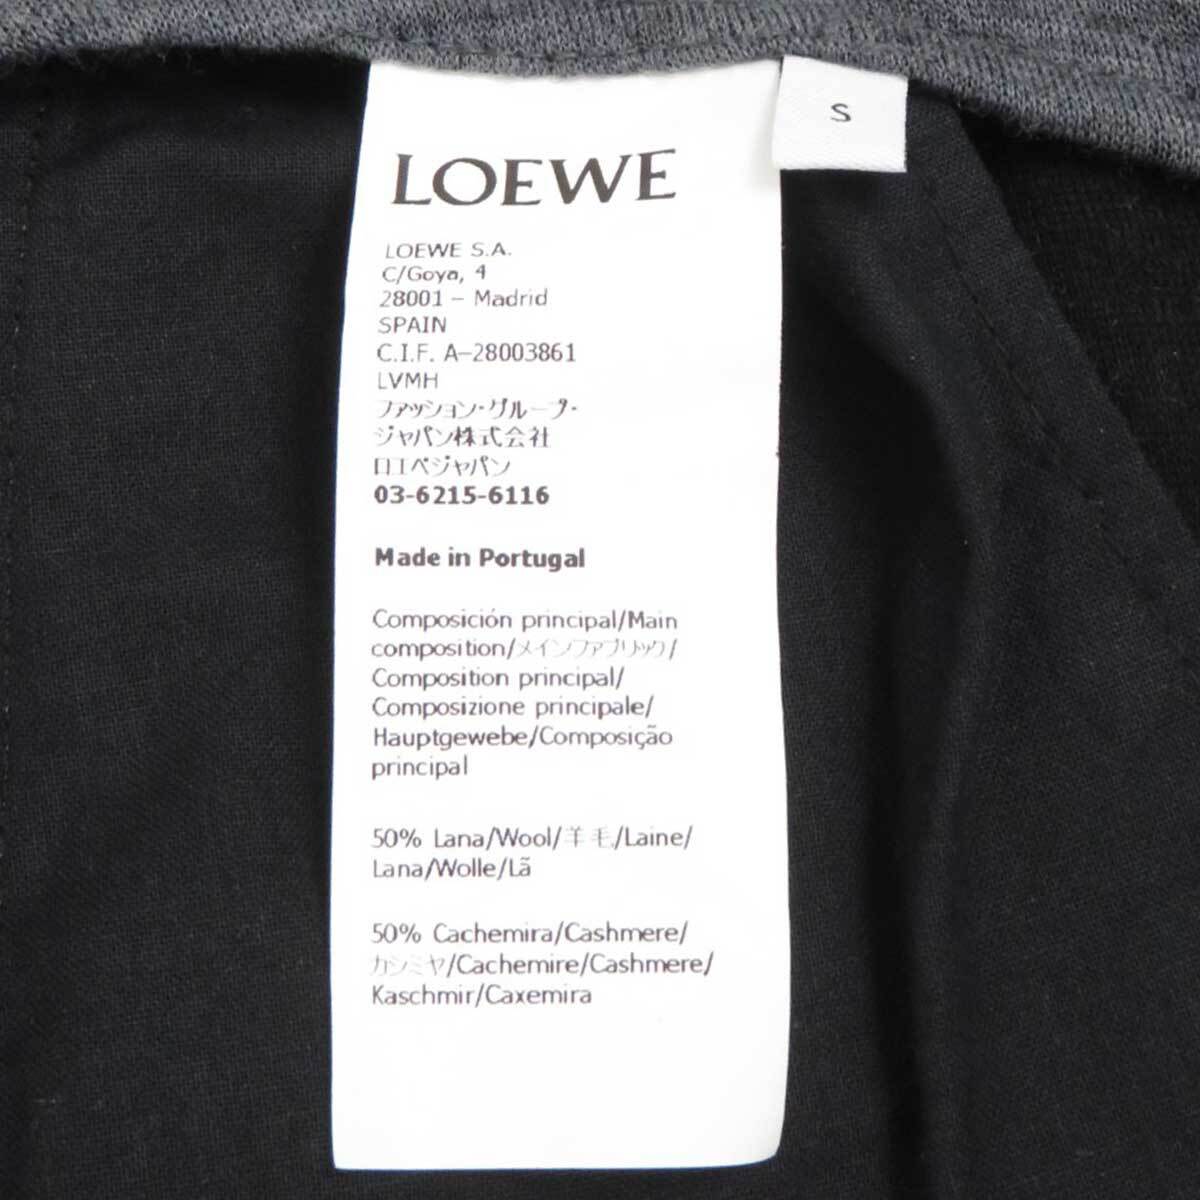 S
LOEWE
LOEWE S.A.
C/Goya, 4
28001 – Madrid
SPAIN
C.I.F. A–28003861
LVMH
ファッション・グループ・
ジャパン株式会社
ロエベジャパン
03-6215-6116
Made in Portugal
Composición principal/Main
composition/メインファブリック/
Composition principal/
Composizione principale/
Hauptgewebe/Composição
principal
50% Lana/Wool/羊毛/Laine/
Lana/Wolle/Lã
50% Cachemira/Cashmere/
カシミヤ/Cachemire/Cashmere/
Kaschmir/Caxemira